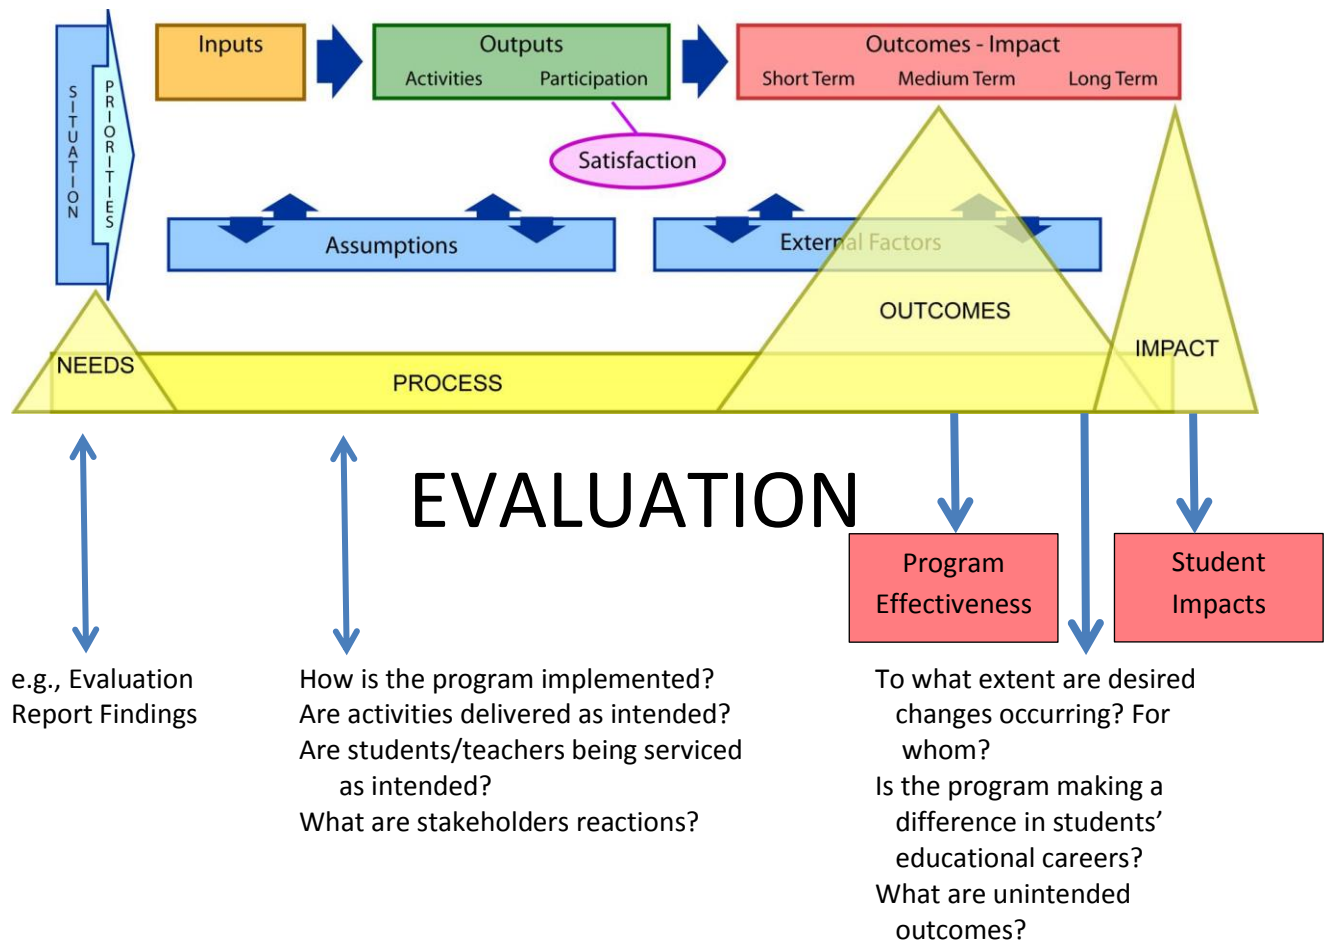 SITUATION
PRIORITIES
Inputs
Outputs
Activities Participation
Outcomes - Impact
Short Term Medium Term Long Term
Satisfaction
Assumptions
External Factors
NEEDS
PROCESS
OUTCOMES
IMPACT
EVALUATION
Program
Effectiveness
Student
Impacts
e.g., Evaluation
Report Findings
How is the program implemented?
Are activities delivered as intended?
Are students/teachers being serviced
as intended?
What are stakeholders reactions?
To what extent are desired
changes occurring? For
whom?
Is the program making a
difference in students’
educational careers?
What are unintended
outcomes?